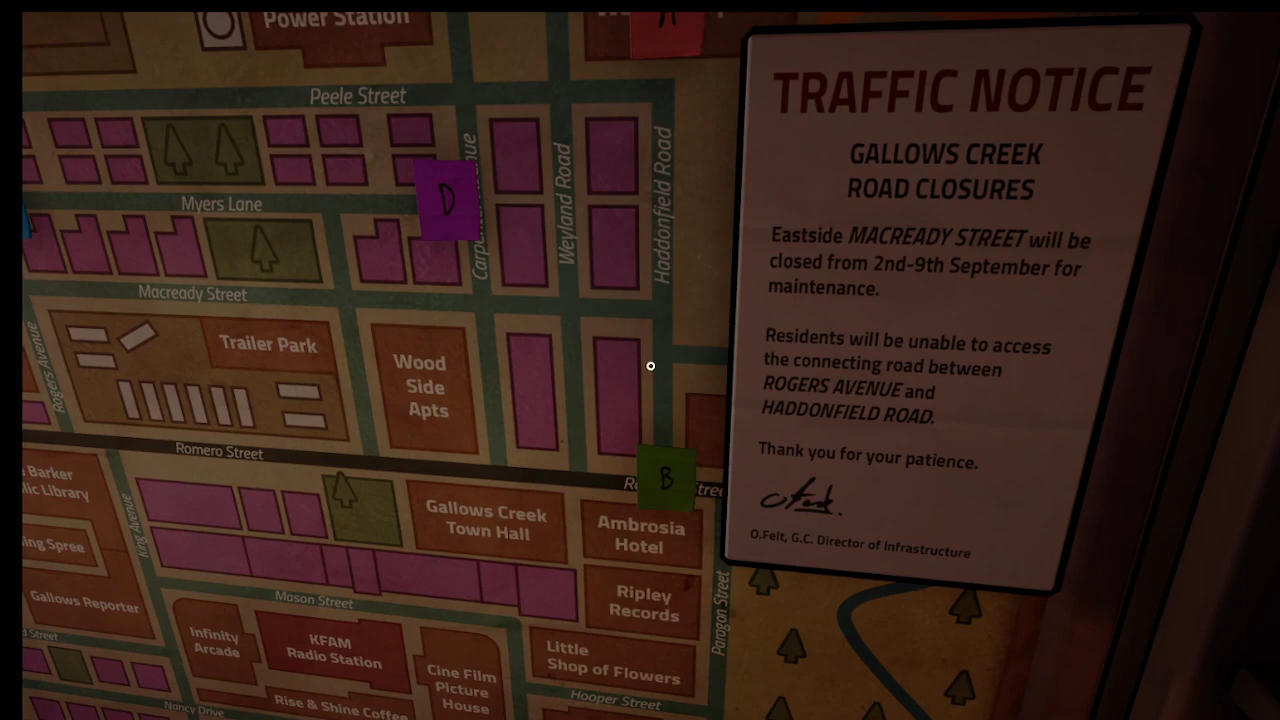 Power Station
A
Peele Street
Myers Lane
D
Weyland Road
Haddonfield Road
Macready Street
Rogers Avenue
Trailer Park
Wood
Side
Apts
Romero Street
B
Barker
King Avenue
Gallows Creek
Town Hall
Ambrosia
Hotel
Spree
Gallows Reporter
Mason Street
Ripley
Records
Paragon Street
Infinity
Arcade
KFAM
Radio Station
Little
Shop of Flowers
Cine Film
Picture
House
Hooper Street
Rise & Shine Coffee
Nancy Drive
TRAFFIC NOTICE
GALLOWS CREEK
ROAD CLOSURES
Eastside MACREADY STREET will be
closed from 2nd-9th September for
maintenance.
Residents will be unable to access
the connecting road between
ROGERS AVENUE and
HADDONFIELD ROAD.
Thank you for your patience.
O.Felt, G.C. Director of Infrastructure